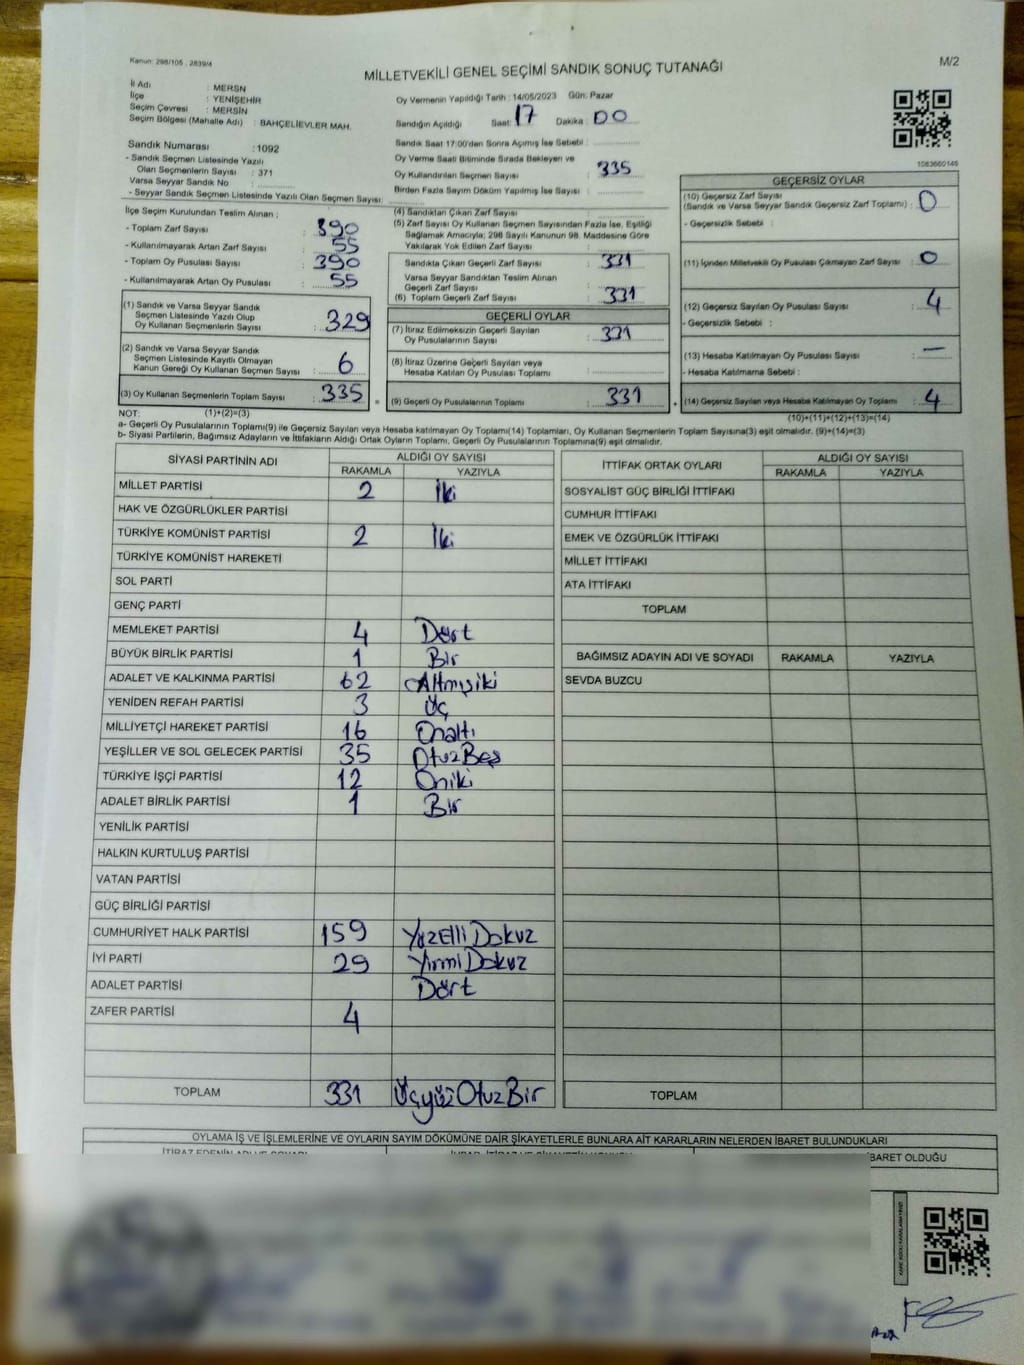 Kanun: 298/105 , 2839/4
M/2
MİLLETVEKİLİ GENEL SEÇİMİ SANDIK SONUÇ TUTANAĞI
İl Adı : MERSN
İlçe : YENİŞEHİR
Seçim Çevresi : MERSİN
Seçim Bölgesi (Mahalle Adı) : BAHÇELİEVLER MAH.
Oy Vermenin Yapıldığı Tarih : 14/05/2023 Gün: Pazar
Sandığın Açıldığı Saat : 17 Dakika : 00
Sandık Saat 17:00'den Sonra Açımış İse Sebebi :
Oy Verme Saati Bitiminde Sırada Bekleyen ve
Oy Kullandırılan Seçmen Sayısı : 335
Birden Fazla Sayım Döküm Yapılmış İse Sayısı :
Sandık Numarası : 1092
- Sandık Seçmen Listesinde Yazılı
Olan Seçmenlerin Sayısı : 371
Varsa Seyyar Sandık No :
- Seyyar Sandık Seçmen Listesinde Yazılı Olan Seçmen Sayısı:
1083660145
İlçe Seçim Kurulundan Teslim Alınan ;
- Toplam Zarf Sayısı : 390
- Kullanılmayarak Artan Zarf Sayısı : 55
- Toplam Oy Pusulası Sayısı : 390
- Kullanılmayarak Artan Oy Pusulası : 55
(1) Sandık ve Varsa Seyyar Sandık
Seçmen Listesinde Yazılı Olup
Oy Kullanan Seçmenlerin Sayısı : 329
(2) Sandık ve Varsa Seyyar Sandık
Seçmen Listesinde Kayıtlı Olmayan
Kanun Gereği Oy Kullanan Seçmen Sayısı : 6
(3) Oy Kullanan Seçmenlerin Toplam Sayısı : 335
(4) Sandıktan Çıkan Zarf Sayısı :
(5) Zarf Sayısı Oy Kullanan Seçmen Sayısından Fazla İse, Eşitliği
Sağlamak Amacıyla; 298 Sayılı Kanunun 98. Maddesine Göre
Yakılarak Yok Edilen Zarf Sayısı :
Sandıkta Çıkan Geçerli Zarf Sayısı : 331
Varsa Seyyar Sandıktan Teslim Alınan
Geçerli Zarf Sayısı :
(6) Toplam Geçerli Zarf Sayısı : 331
GEÇERLİ OYLAR
(7) İtiraz Edilmeksizin Geçerli Sayılan
Oy Pusulalarının Sayısı : 331
(8) İtiraz Üzerine Geçerli Sayılan veya
Hesaba Katılan Oy Pusulası Toplamı :
(9) Geçerli Oy Pusulalarının Toplamı : 331
GEÇERSİZ OYLAR
(10) Geçersiz Zarf Sayısı
(Sandık ve Varsa Seyyar Sandık Geçersiz Zarf Toplamı) : 0
- Geçersizlik Sebebi :
(11) İçinden Milletvekili Oy Pusulası Çıkmayan Zarf Sayısı : 0
(12) Geçersiz Sayılan Oy Pusulası Sayısı : 4
- Geçersizlik Sebebi :
(13) Hesaba Katılmayan Oy Pusulası Sayısı : —
- Hesaba Katılmama Sebebi :
(14) Geçersiz Sayılan veya Hesaba Katılmayan Oy Toplamı : 4
NOT: (1)+(2)=(3)
(10)+(11)+(12)+(13)=(14)
a- Geçerli Oy Pusulalarının Toplamı(9) ile Geçersiz Sayılan veya Hesaba katılmayan Oy Toplamı(14) Toplamları, Oy Kullanan Seçmenlerin Toplam Sayısına(3) eşit olmalıdır. (9)+(14)=(3)
b- Siyasi Partilerin, Bağımsız Adayların ve İttifakların Aldığı Ortak Oyların Toplamı, Geçerli Oy Pusulalarının Toplamına(9) eşit olmalıdır.
SİYASİ PARTİNİN ADI ALDIĞI OY SAYISI
RAKAMLA YAZIYLA
MİLLET PARTİSİ 2 İki
HAK VE ÖZGÜRLÜKLER PARTİSİ
TÜRKİYE KOMÜNİST PARTİSİ 2 İki
TÜRKİYE KOMÜNİST HAREKETİ
SOL PARTİ
GENÇ PARTİ
MEMLEKET PARTİSİ 4 Dört
BÜYÜK BİRLİK PARTİSİ 1 Bir
ADALET VE KALKINMA PARTİSİ 62 Altmışiki
YENİDEN REFAH PARTİSİ 3 Üç
MİLLİYETÇİ HAREKET PARTİSİ 16 Onaltı
YEŞİLLER VE SOL GELECEK PARTİSİ 35 OtuzBeş
TÜRKİYE İŞÇİ PARTİSİ 12 Oniki
ADALET BİRLİK PARTİSİ 1 Bir
YENİLİK PARTİSİ
HALKIN KURTULUŞ PARTİSİ
VATAN PARTİSİ
GÜÇ BİRLİĞİ PARTİSİ
CUMHURİYET HALK PARTİSİ 159 YüzElliDokuz
İYİ PARTİ 29 YirmiDokuz
ADALET PARTİSİ Dört
ZAFER PARTİSİ 4
TOPLAM 331 ÜçyüzOtuzBir
İTTİFAK ORTAK OYLARI ALDIĞI OY SAYISI
RAKAMLA YAZIYLA
SOSYALİST GÜÇ BİRLİĞİ İTTİFAKI
CUMHUR İTTİFAKI
EMEK VE ÖZGÜRLÜK İTTİFAKI
MİLLET İTTİFAKI
ATA İTTİFAKI
TOPLAM
BAĞIMSIZ ADAYIN ADI VE SOYADI RAKAMLA YAZIYLA
SEVDA BUZCU
TOPLAM
OYLAMA İŞ VE İŞLEMLERİNE VE OYLARIN SAYIM DÖKÜMÜNE DAİR ŞİKAYETLERLE BUNLARA AİT KARARLARIN NELERDEN İBARET BULUNDUKLARI
İBARET OLDUĞU